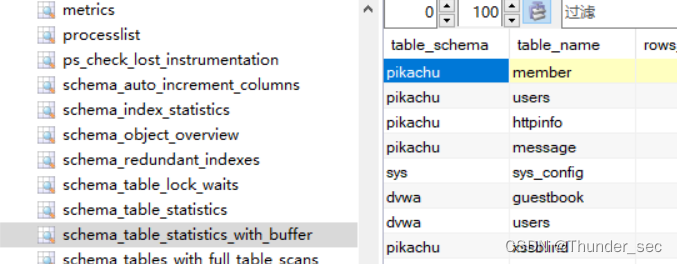 metrics
processlist
ps_check_lost_instrumentation
schema_auto_increment_columns
schema_index_statistics
schema_object_overview
schema_redundant_indexes
schema_table_lock_waits
schema_table_statistics
schema_table_statistics_with_buffer
schema_tables_with_full_table_scans
0 100 过滤
table_schema table_name rows_
pikachu member
pikachu users
pikachu httpinfo
pikachu message
sys sys_config
dvwa guestbook
dvwa users
pikachu xssblind
CSDN @Thunder_sec